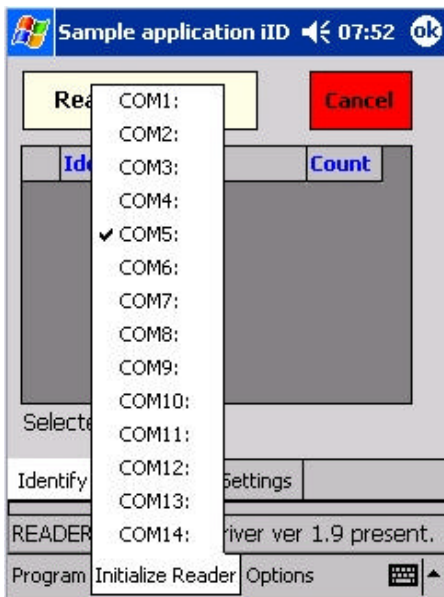 Sample application iID 07:52 ok
Rea Cancel
COM1:
COM2:
Ide Count
COM3:
COM4:
COM5:
COM6:
COM7:
COM8:
COM9:
COM10:
Selecte
COM11:
COM12:
Identify Settings
COM13:
READER river ver 1.9 present.
COM14:
Program Initialize Reader Options